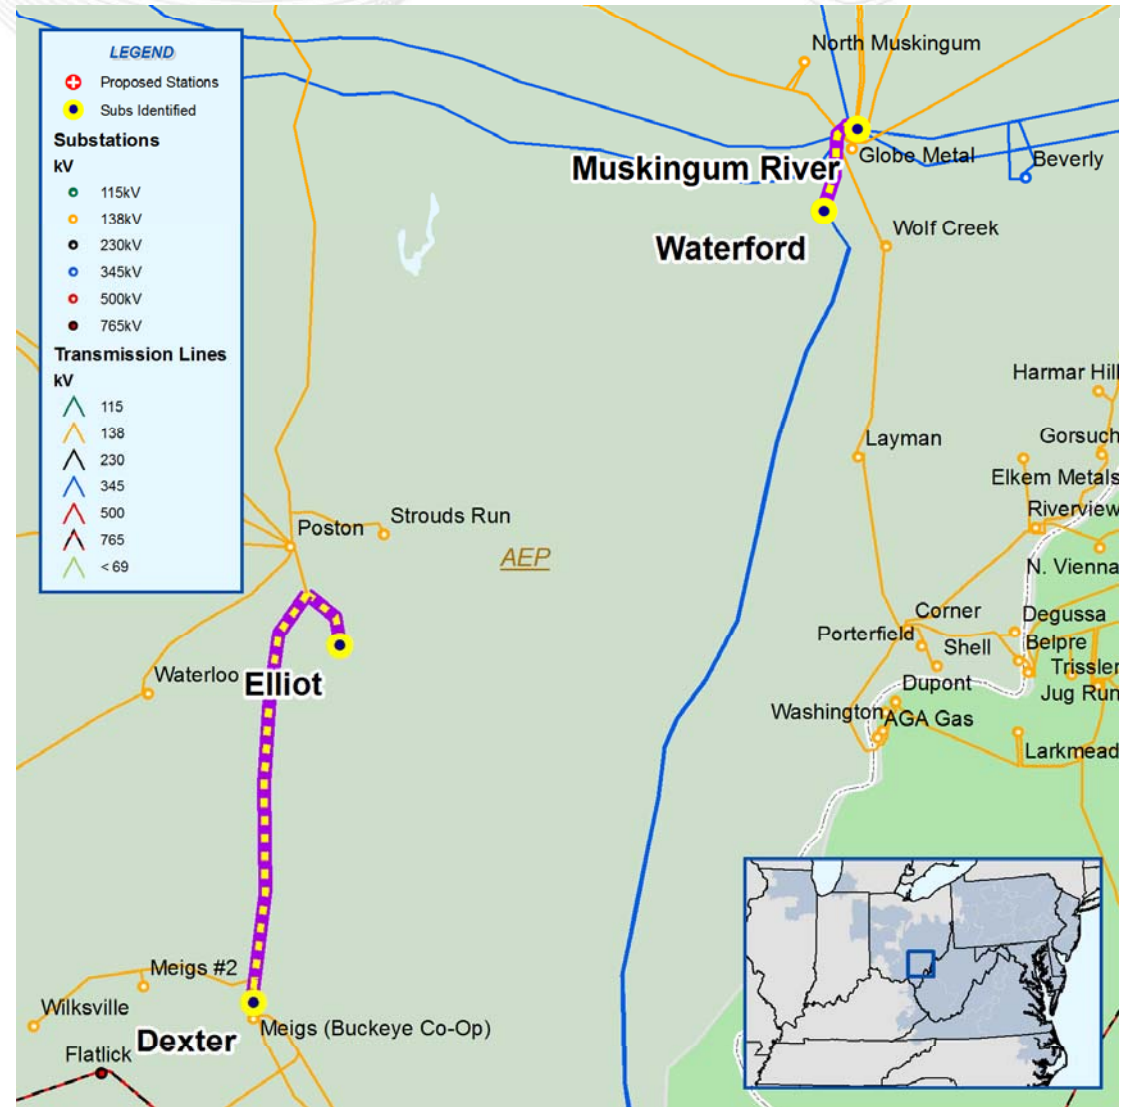 LEGEND
Proposed Stations
Subs Identified
Substations
kV
115kV
138kV
230kV
345kV
500kV
765kV
Transmission Lines
kV
115
138
230
345
500
765
< 69
North Muskingum
Globe Metal
Beverly
Muskingum River
Wolf Creek
Waterford
Harmar Hill
Layman
Gorsuch
Elkem Metals
Riverview
Strouds Run
Poston
AEP
N. Vienna
Corner
Degussa
Porterfield
Shell
Belpre
Trissler
Waterloo
Elliot
Dupont
Jug Run
Washington
AGA Gas
Larkmead
Meigs #2
Wilksville
Meigs (Buckeye Co-Op)
Dexter
Flatlick